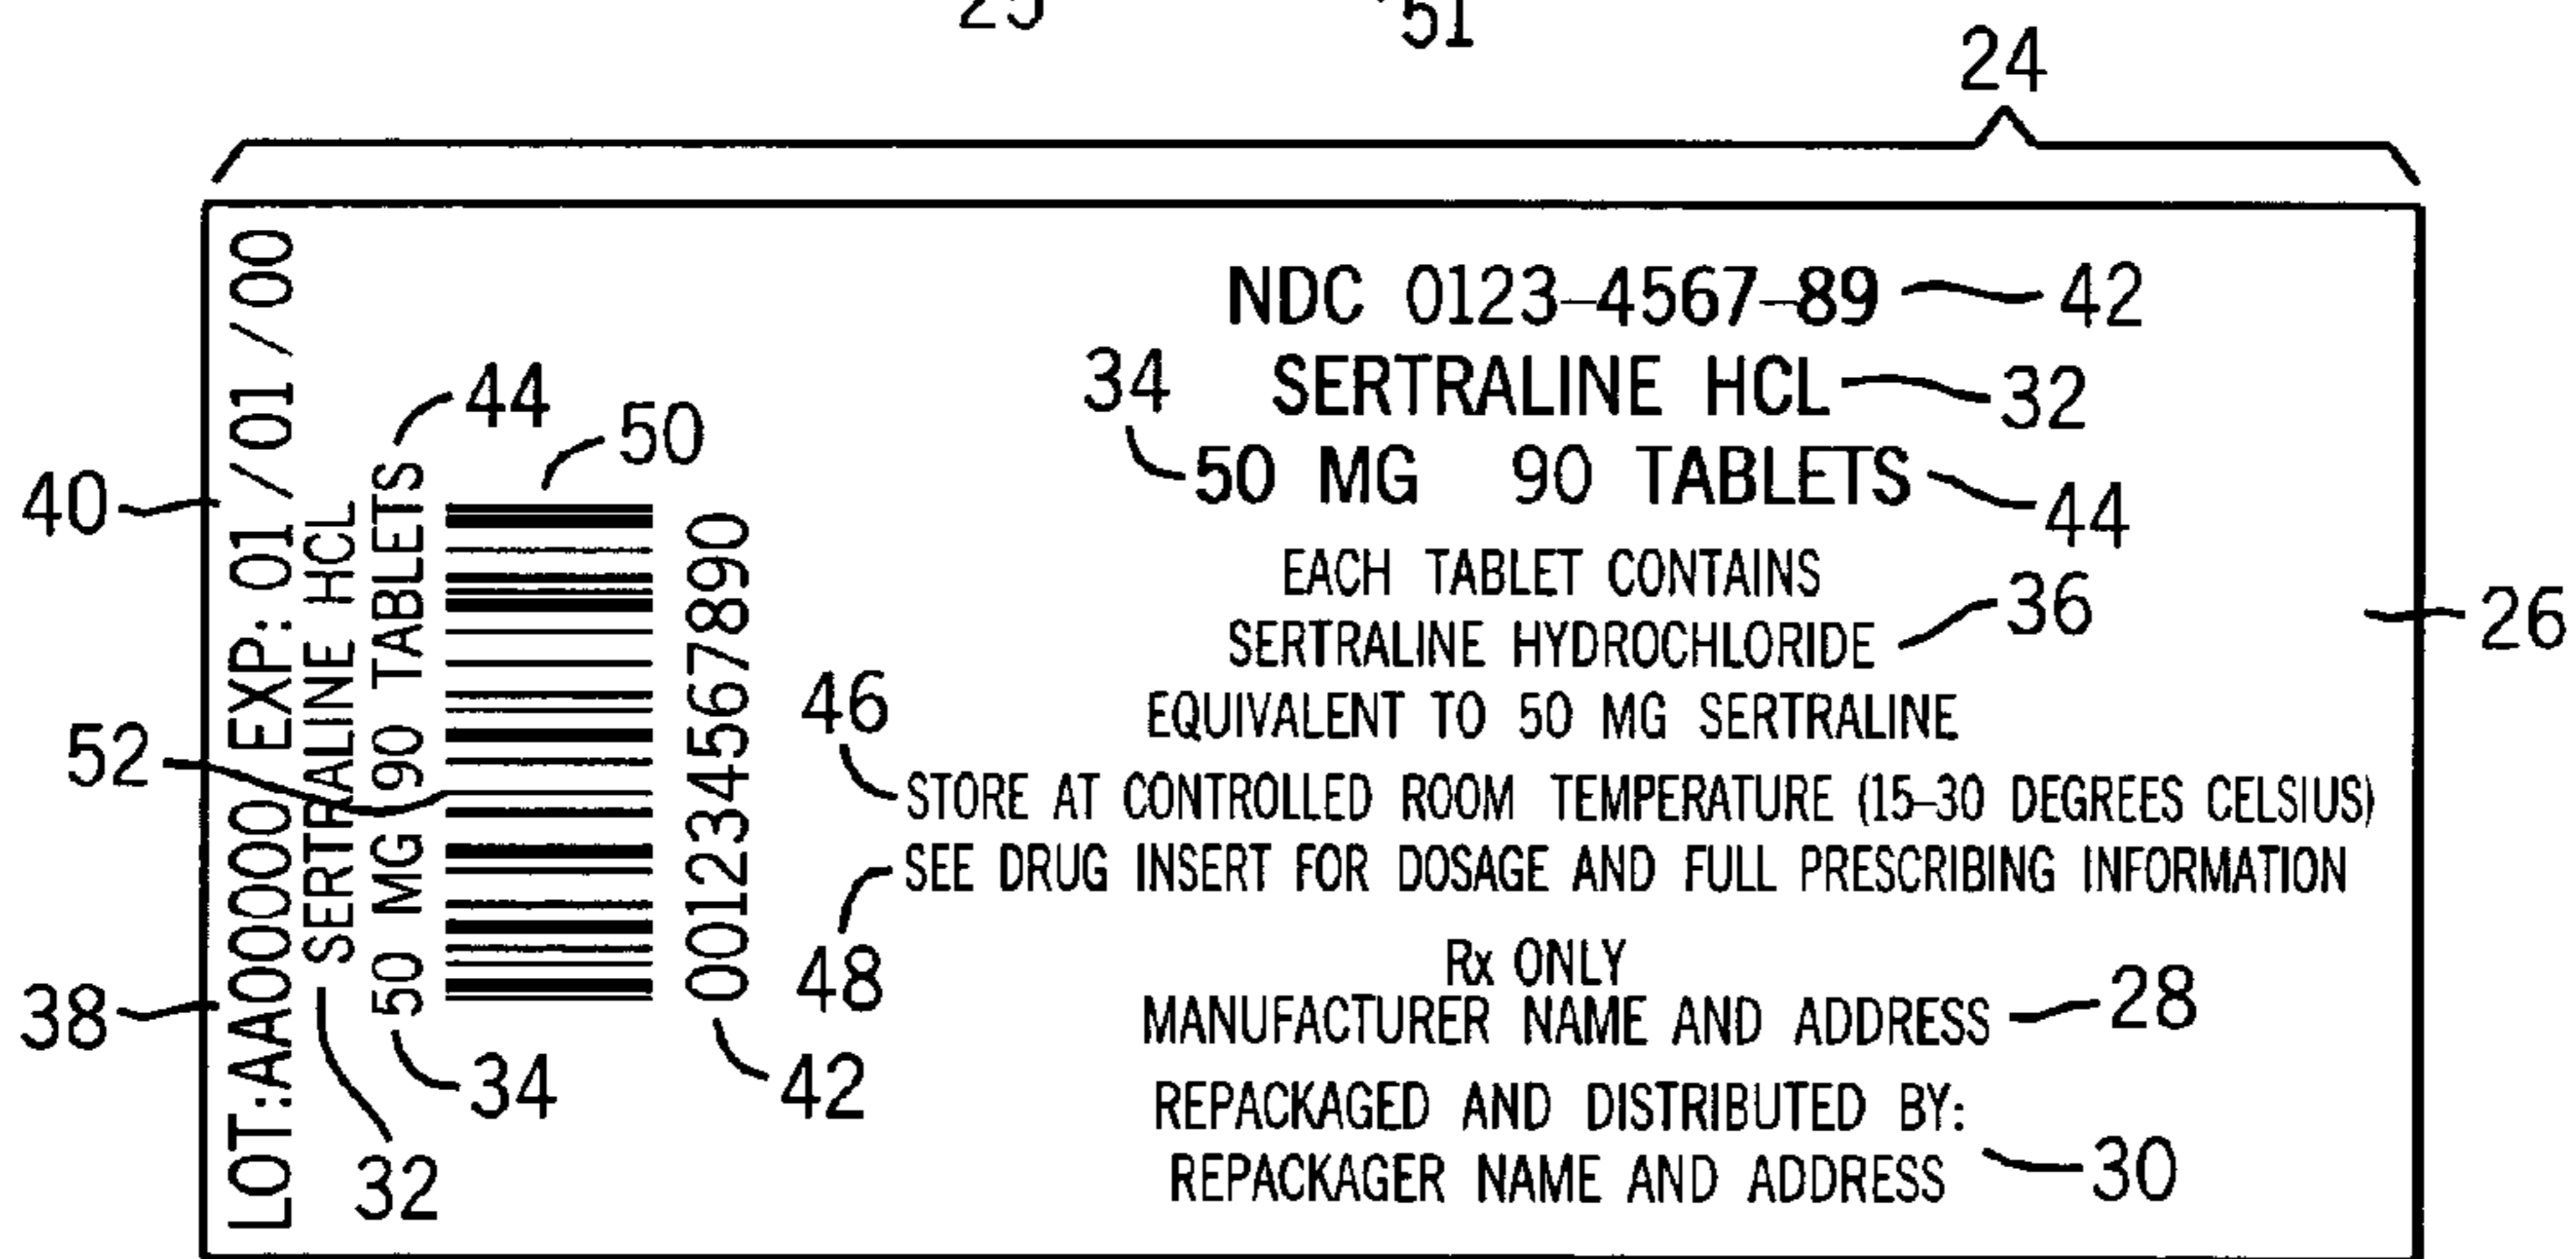 25
51
24
LOT:AA00000 EXP: 01/01/00
SERTRALINE HCL
50 MG 90 TABLETS
001234567890
40
52
38
44
50
32
34
42
NDC 0123-4567-89 42
34 SERTRALINE HCL 32
50 MG 90 TABLETS 44
EACH TABLET CONTAINS
SERTRALINE HYDROCHLORIDE 36
EQUIVALENT TO 50 MG SERTRALINE
26
46
STORE AT CONTROLLED ROOM TEMPERATURE (15-30 DEGREES CELSIUS)
SEE DRUG INSERT FOR DOSAGE AND FULL PRESCRIBING INFORMATION
48
Rx ONLY
MANUFACTURER NAME AND ADDRESS 28
REPACKAGED AND DISTRIBUTED BY:
REPACKAGER NAME AND ADDRESS 30